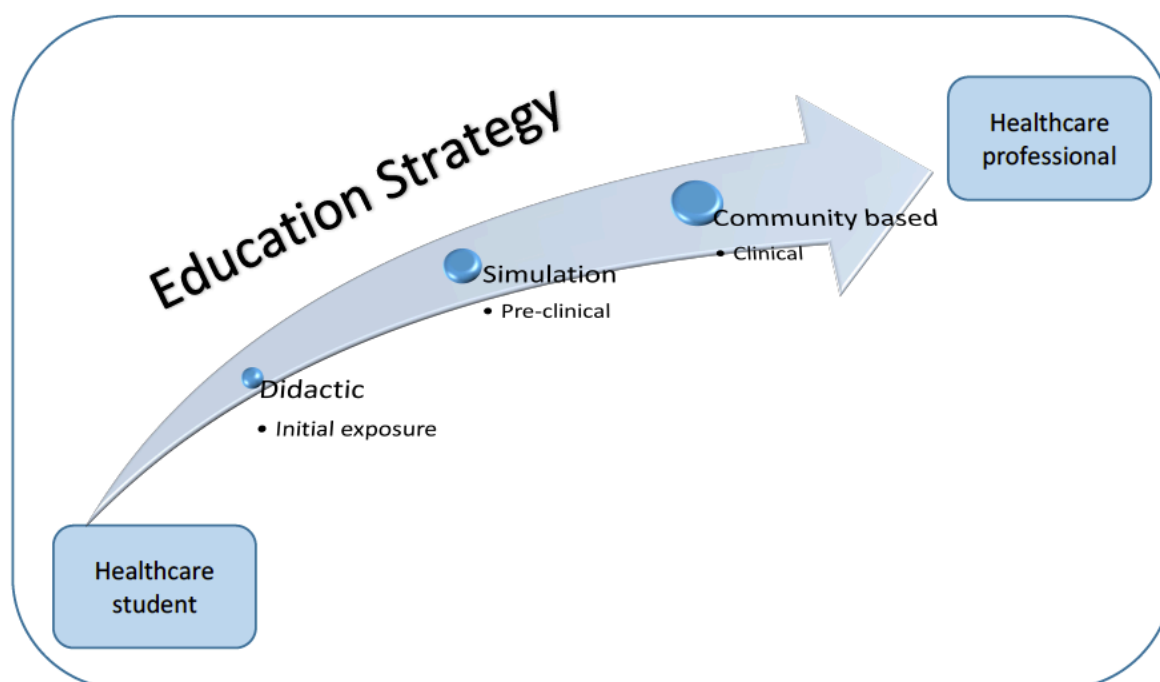 Education Strategy
Healthcare
professional
Community based
• Clinical
Simulation
• Pre-clinical
Didactic
• Initial exposure
Healthcare
student